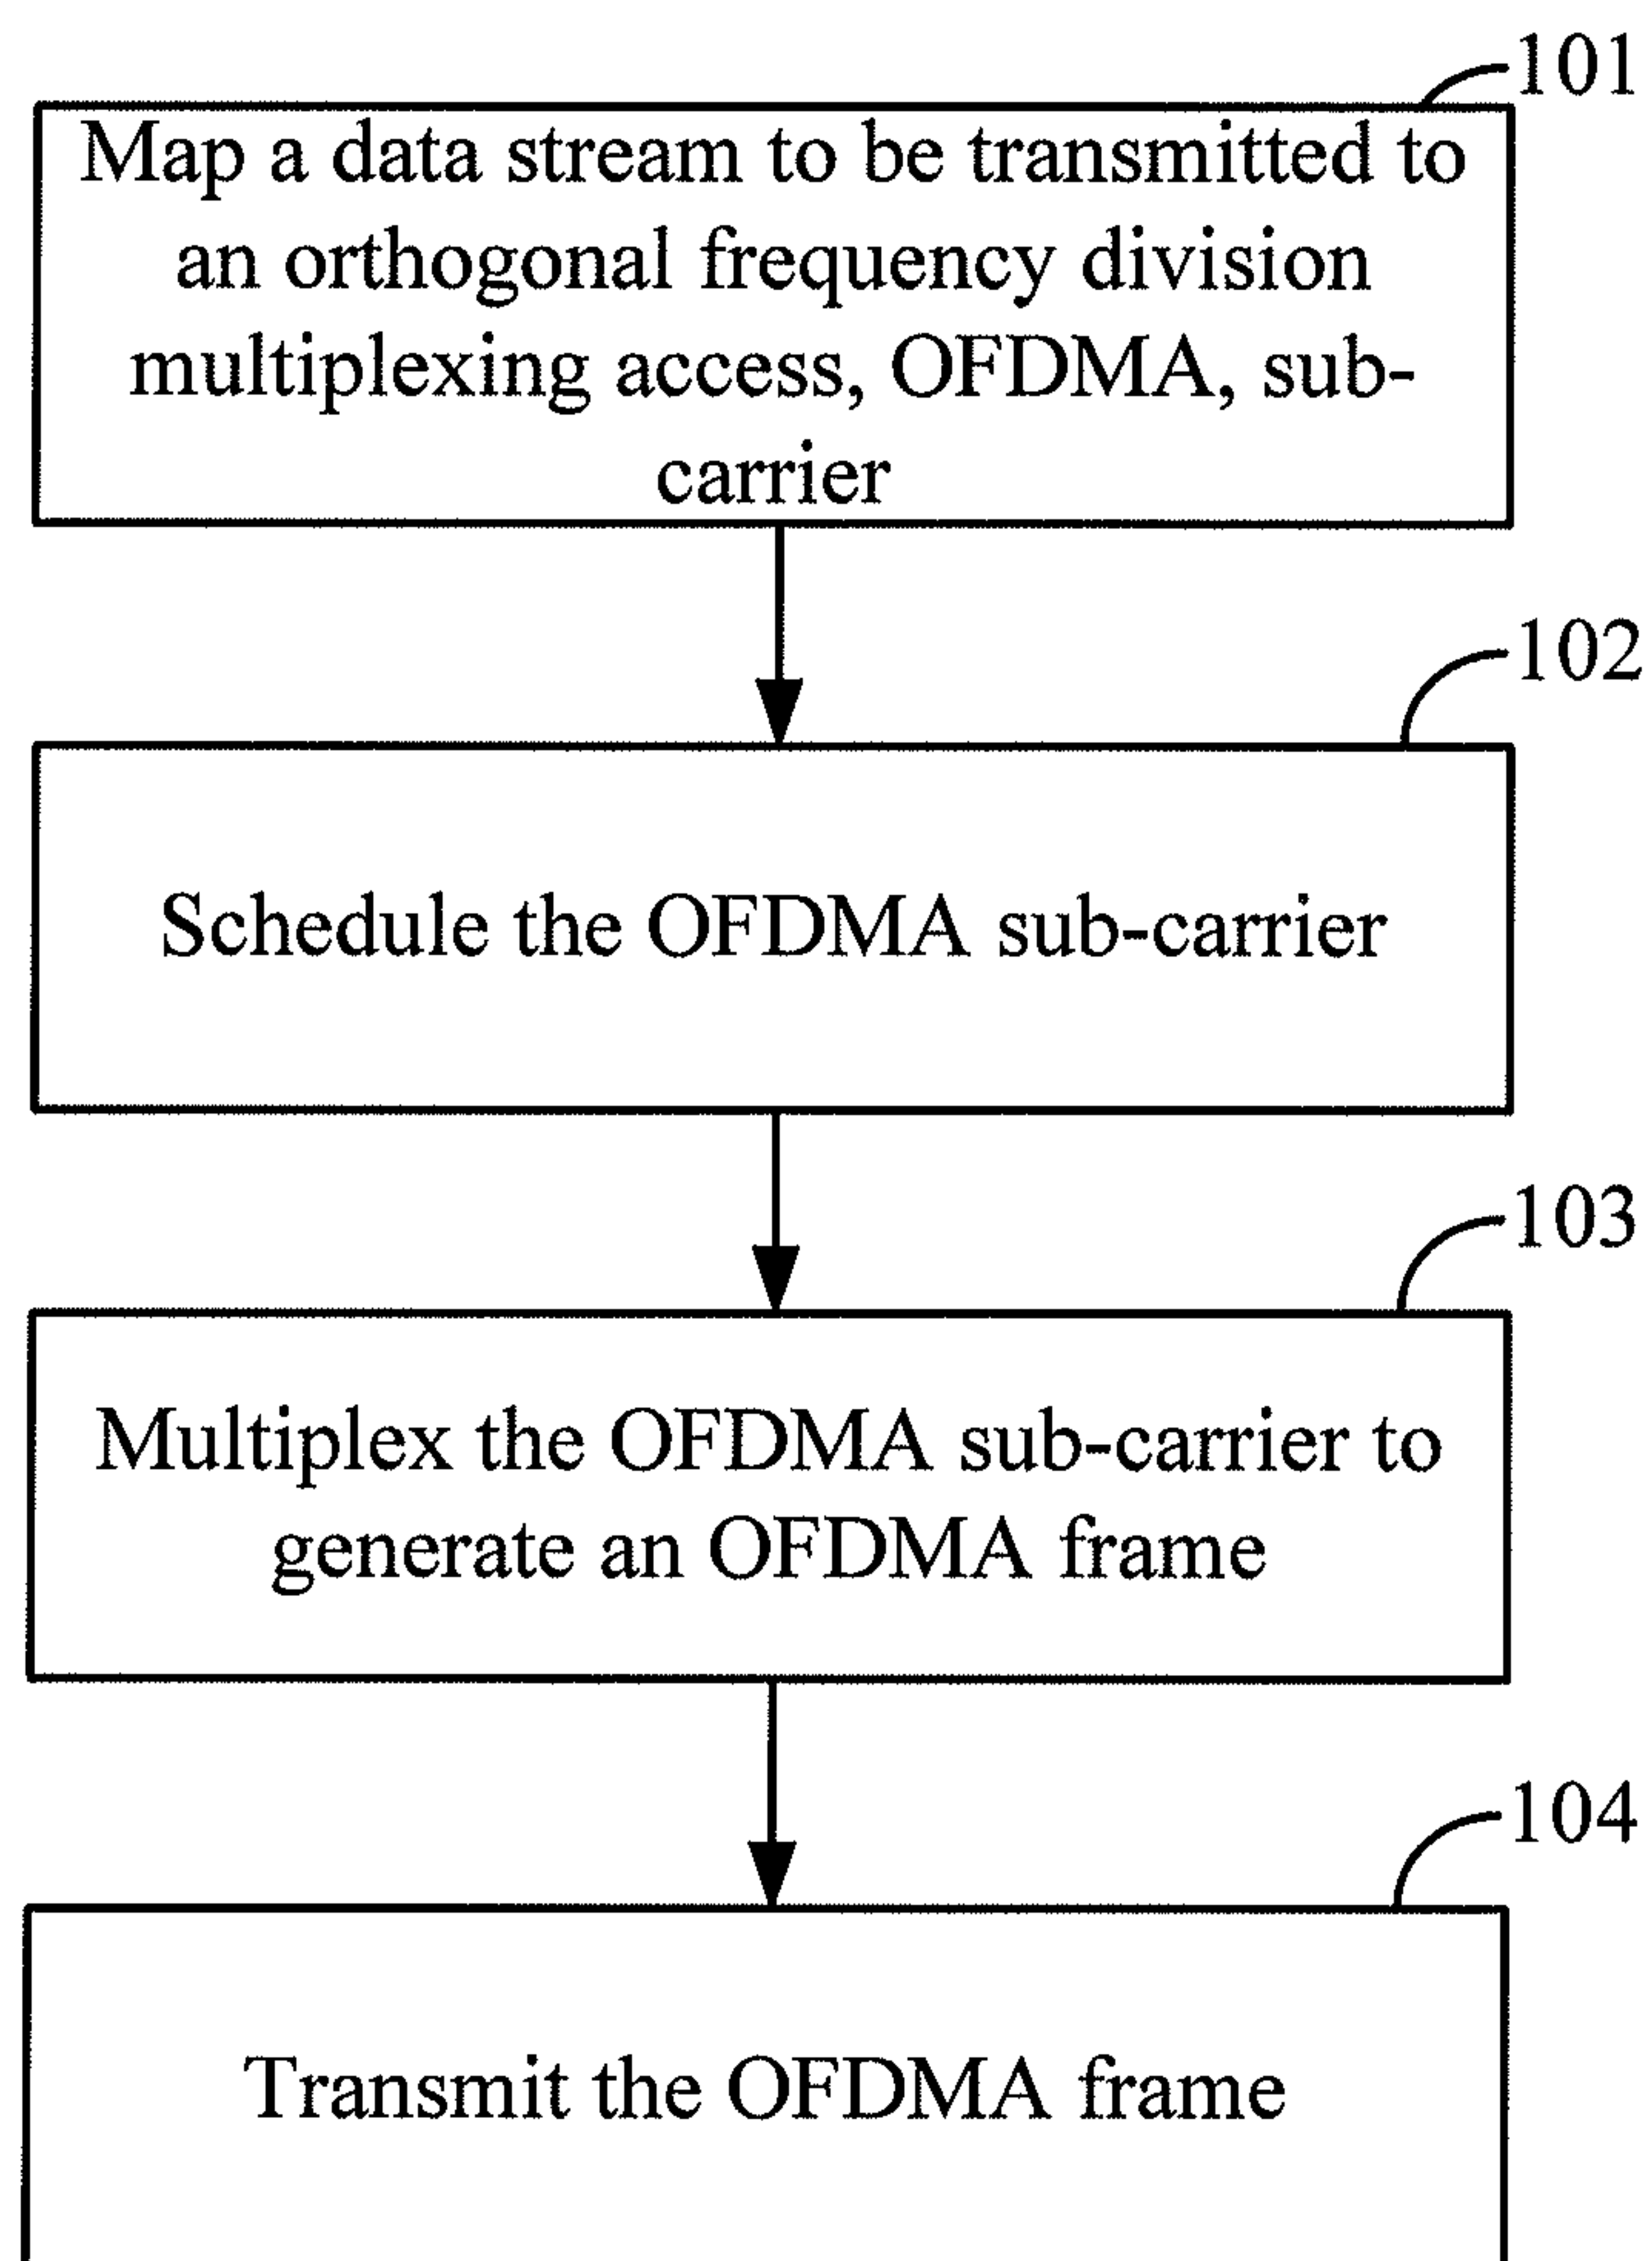 101
Map a data stream to be transmitted to
an orthogonal frequency division
multiplexing access, OFDMA, sub-
carrier
102
Schedule the OFDMA sub-carrier
103
Multiplex the OFDMA sub-carrier to
generate an OFDMA frame
104
Transmit the OFDMA frame